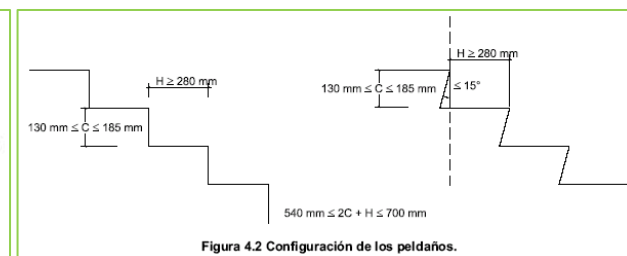 H ≥ 280 mm
130 mm ≤ C ≤ 185 mm
H ≥ 280 mm
130 mm ≤ C ≤ 185 mm
≤ 15°
540 mm ≤ 2C + H ≤ 700 mm
Figura 4.2 Configuración de los peldaños.